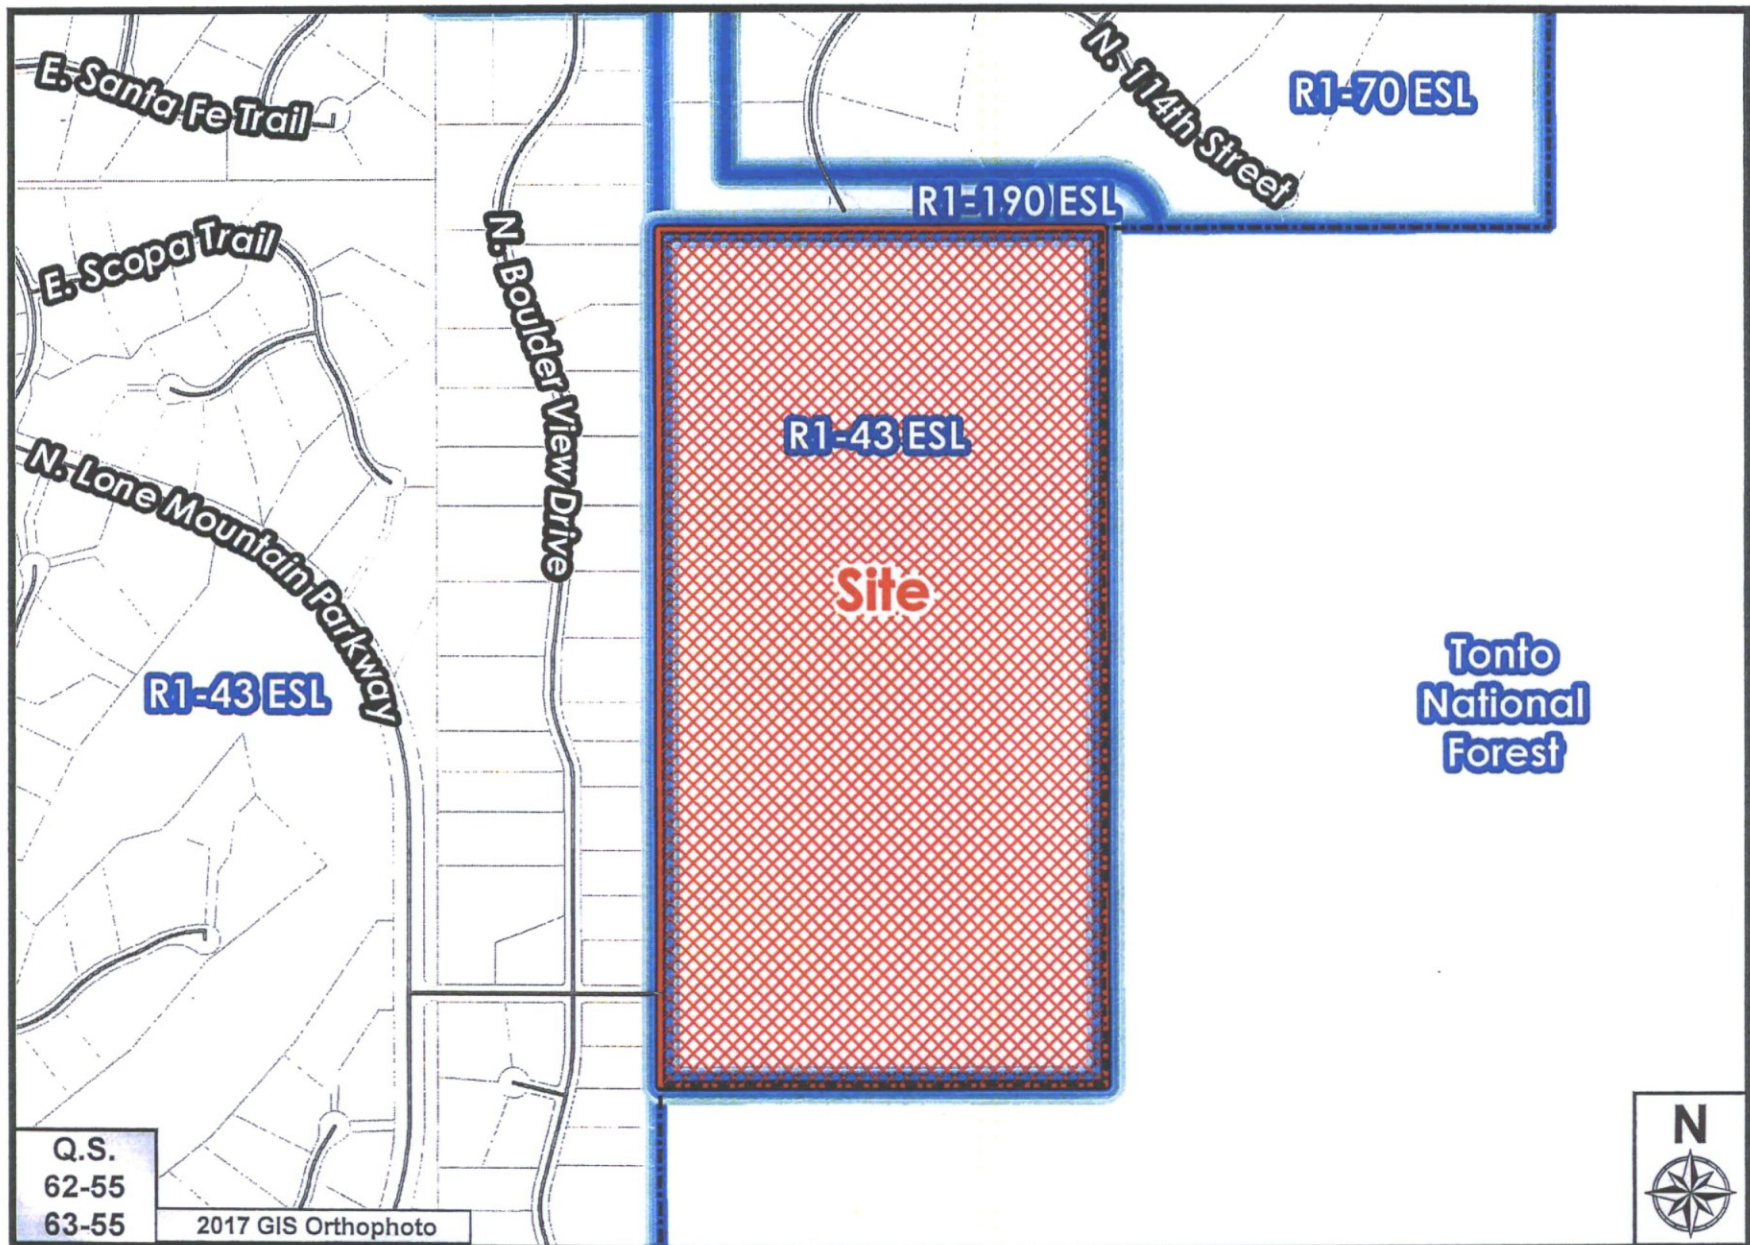 E. Santa Fe Trail
N. 114th Street
R1-70 ESL
R1-190 ESL
E. Scopa Trail
N. Boulder View Drive
R1-43 ESL
N. Lone Mountain Parkway
Site
R1-43 ESL
Tonto
National
Forest
Q.S.
62-55
63-55
2017 GIS Orthophoto
N